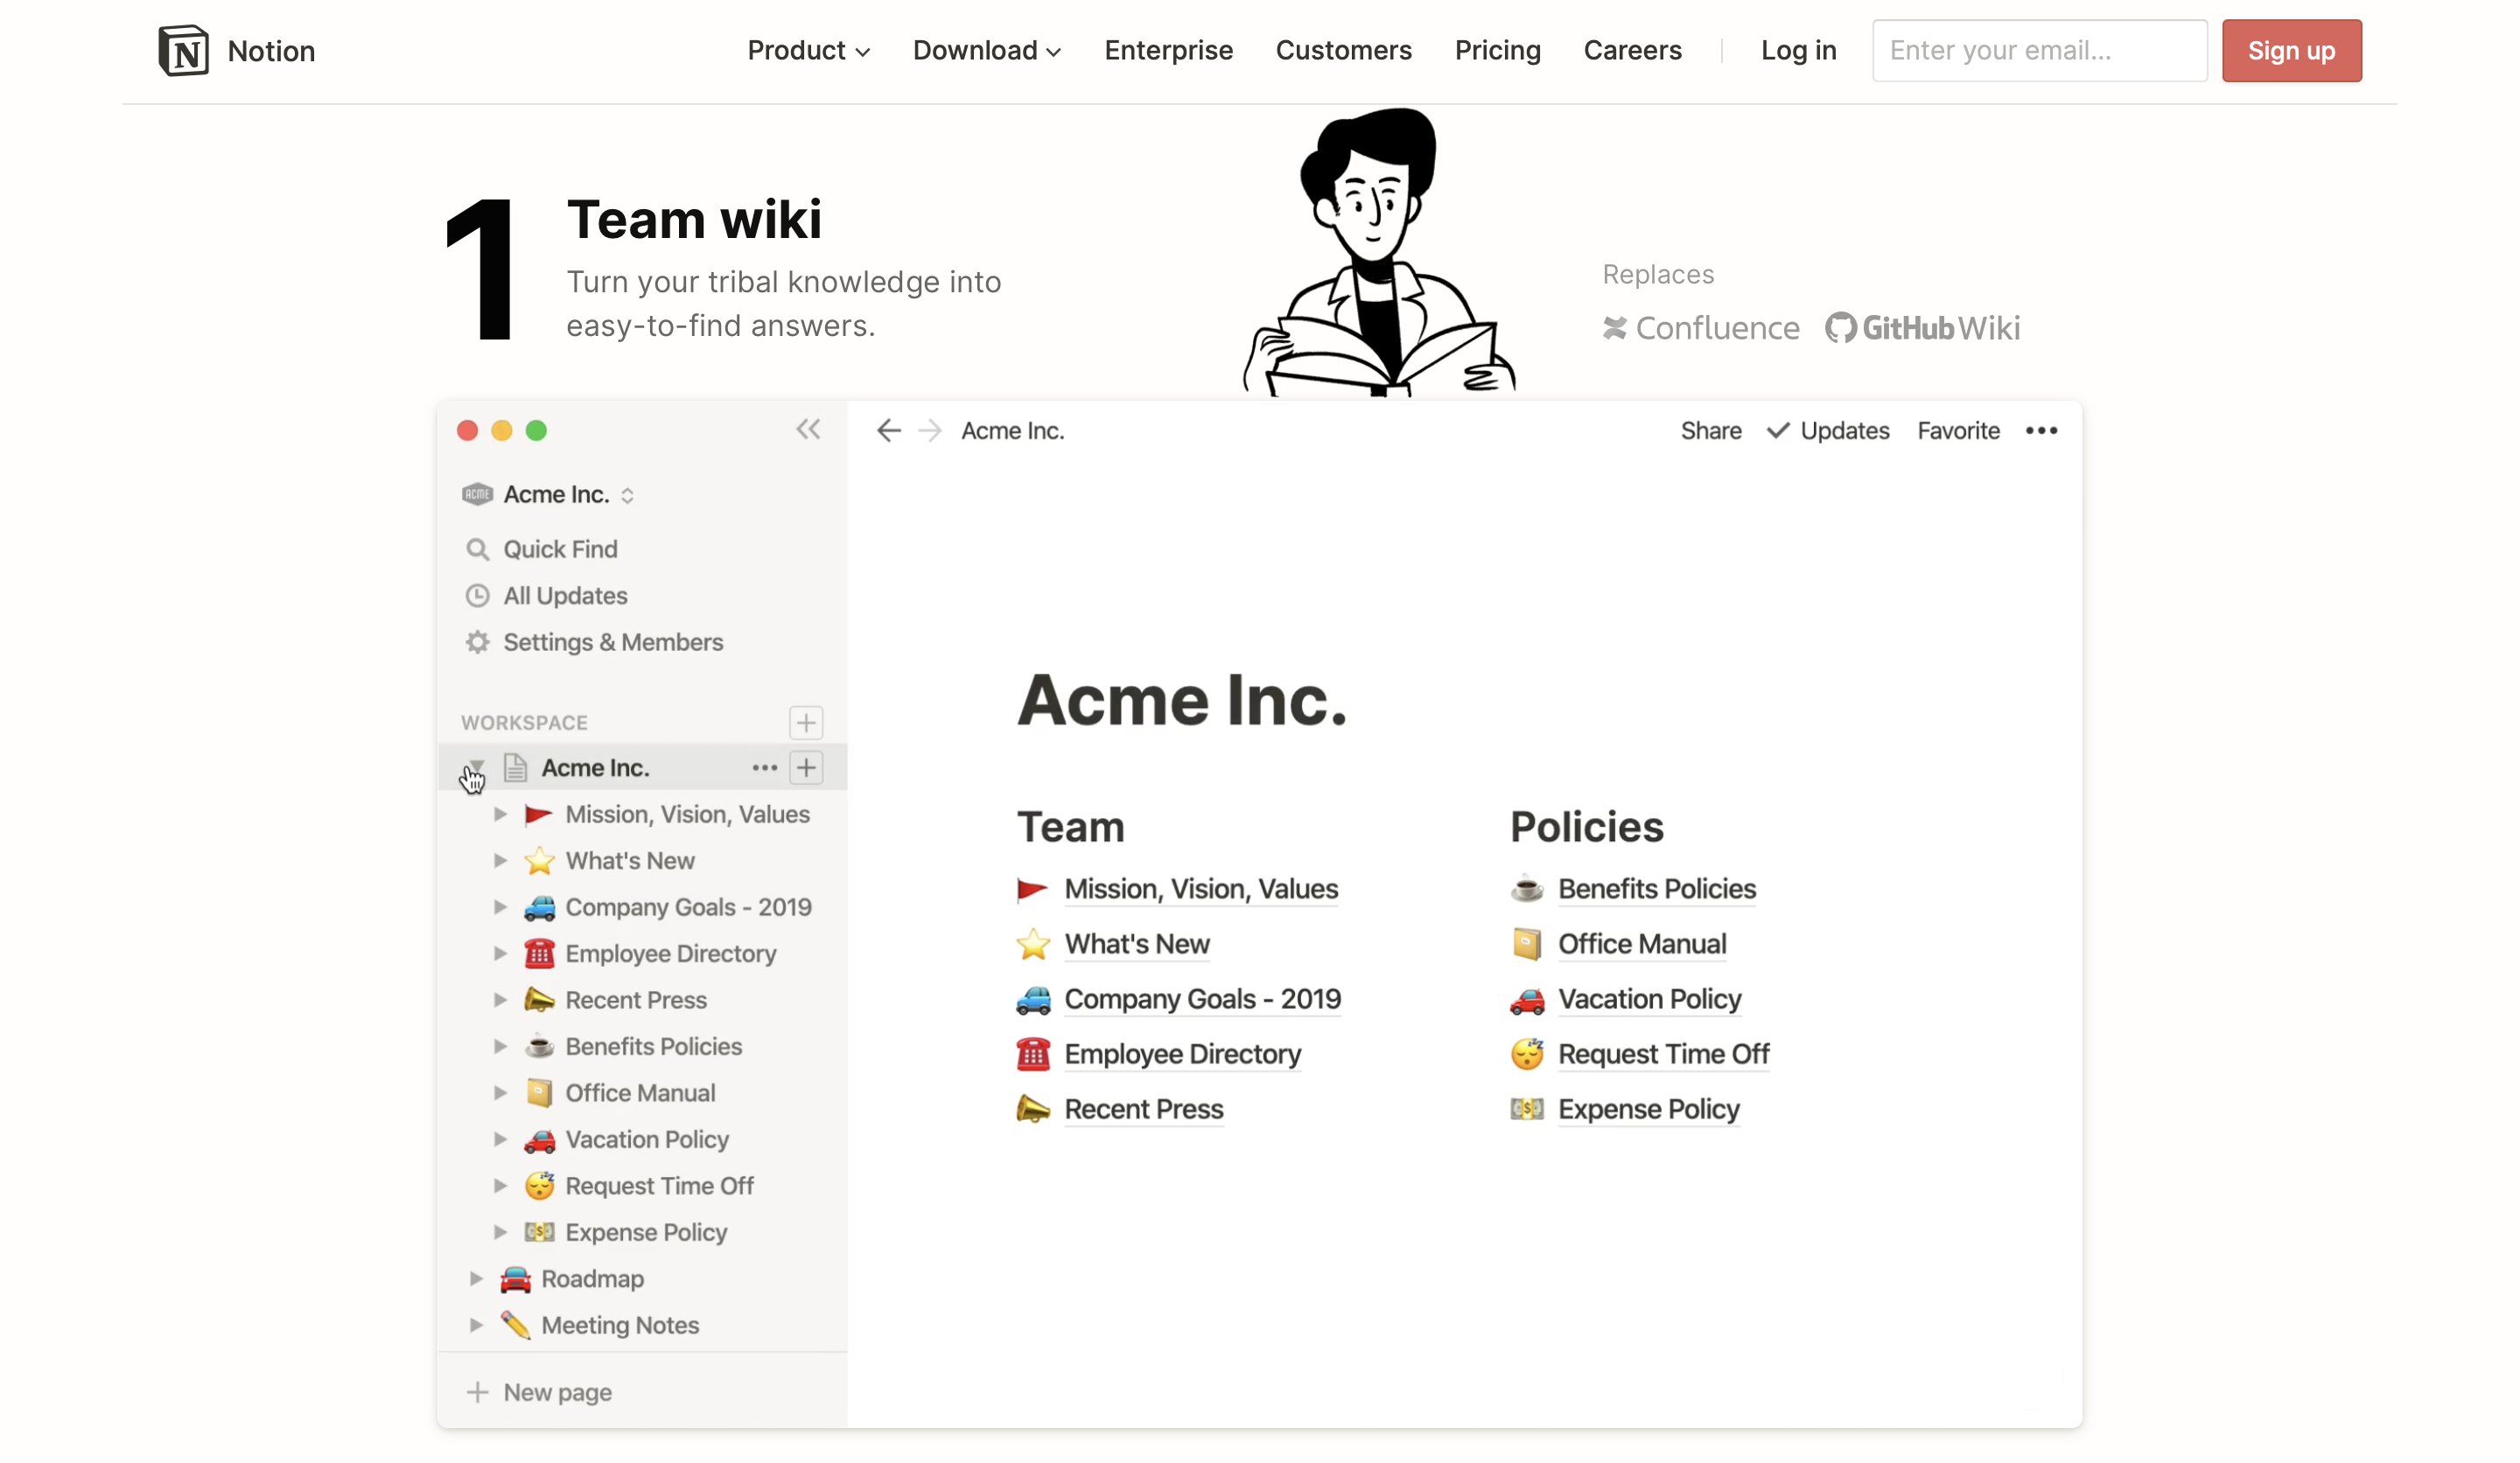 Notion
Product
Download
Enterprise
Customers
Pricing
Careers
Log in
Enter your email...
Sign up
1
Team wiki
Turn your tribal knowledge into
easy-to-find answers.
Replaces
Confluence
GitHub Wiki
Acme Inc.
Share
Updates
Favorite
ACME
Acme Inc.
Quick Find
All Updates
Settings & Members
WORKSPACE
Acme Inc.
Mission, Vision, Values
What's New
Company Goals - 2019
Employee Directory
Recent Press
Benefits Policies
Office Manual
Vacation Policy
Request Time Off
Expense Policy
Roadmap
Meeting Notes
New page
Acme Inc.
Team
Mission, Vision, Values
What's New
Company Goals - 2019
Employee Directory
Recent Press
Policies
Benefits Policies
Office Manual
Vacation Policy
Request Time Off
Expense Policy